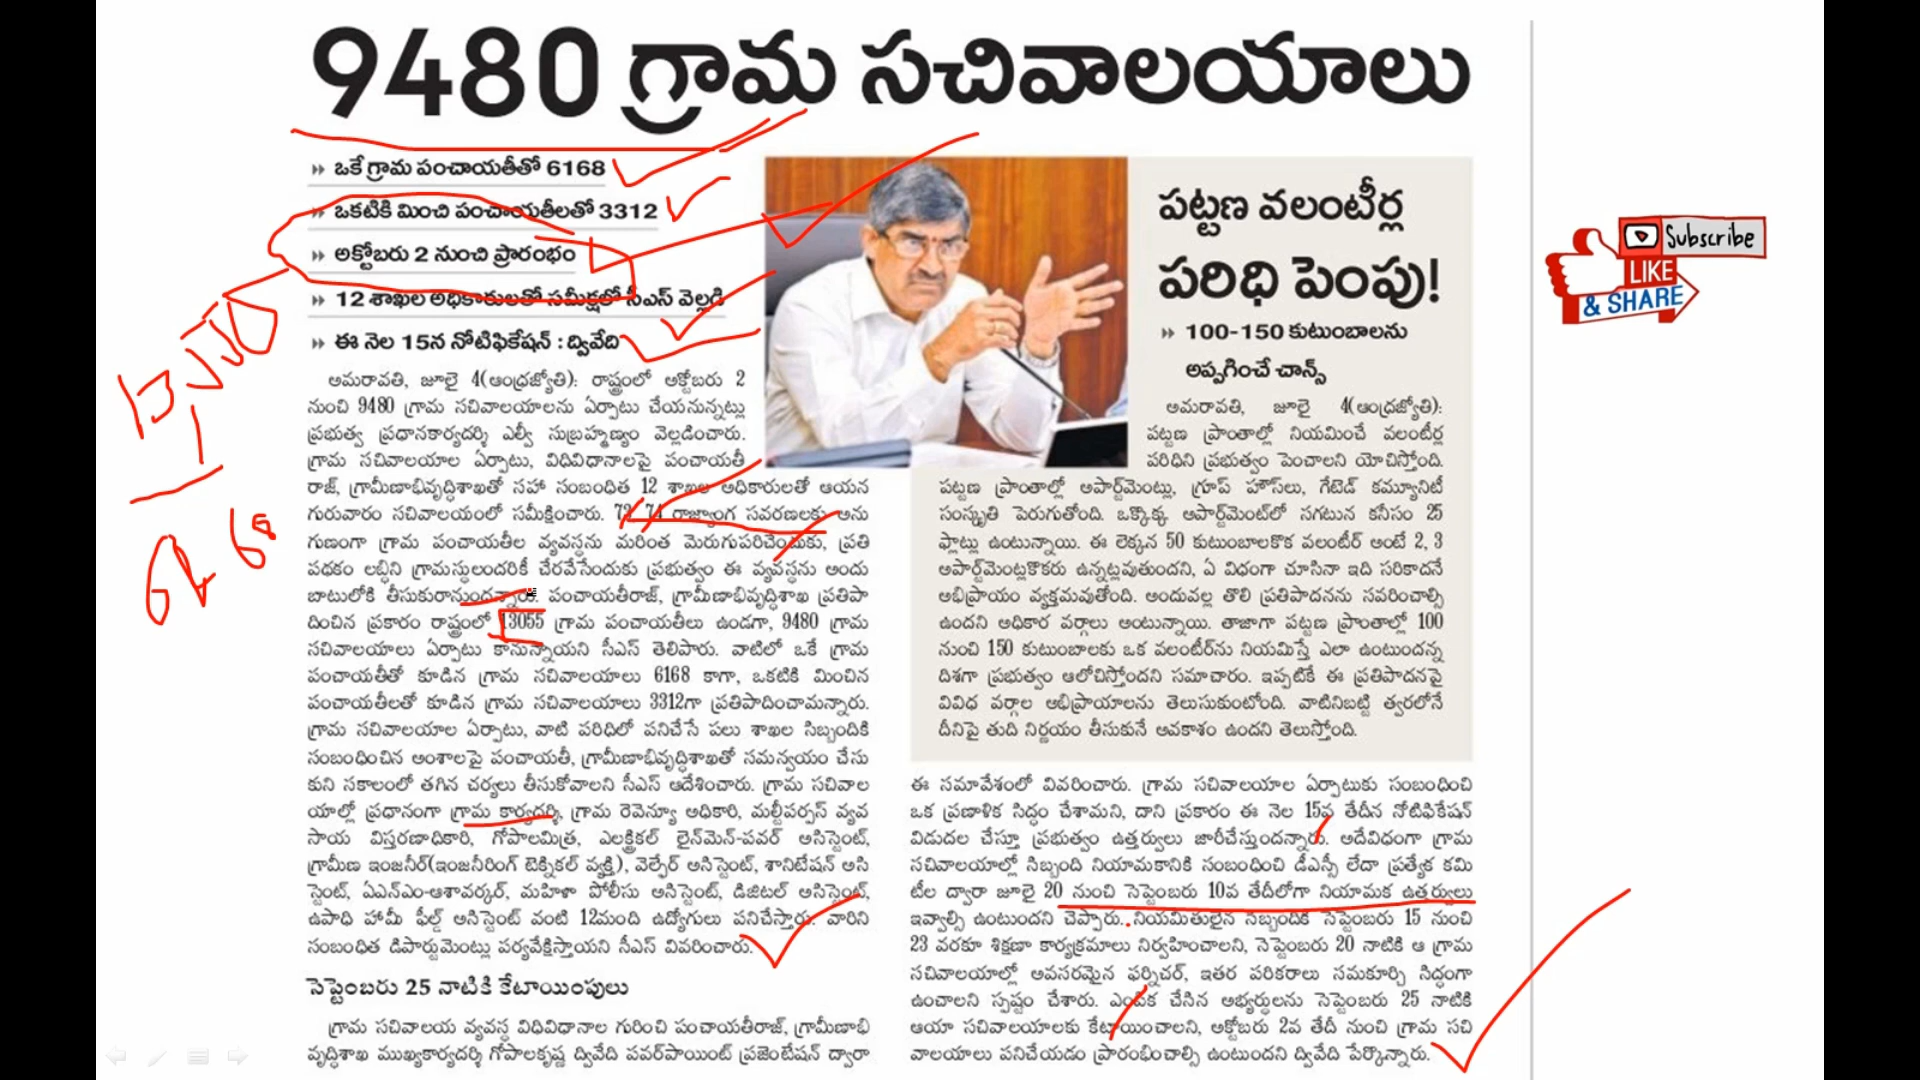 9480 గ్రామ సచివాలయాలు
ఒకే గ్రామ పంచాయతీతో 6168
ఒకటికి మించి పంచాయతీలతో 3312
అక్టోబరు 2 నుంచి ప్రారంభం
12 శాఖల అధికారులతో సమీక్షలో సీఎస్ వెల్లడి
ఈ నెల 15న నోటిఫికేషన్ : ద్వివేది
అమరావతి, జూలై 4(ఆంధ్రజ్యోతి): రాష్ట్రంలో అక్టోబరు 2
నుంచి 9480 గ్రామ సచివాలయాలను ఏర్పాటు చేయనున్నట్లు
ప్రభుత్వ ప్రధానకార్యదర్శి ఎల్వీ సుబ్రహ్మణ్యం వెల్లడించారు.
గ్రామ సచివాలయాల ఏర్పాటు, విధివిధానాలపై పంచాయతీ
రాజ్, గ్రామీణాభివృద్ధిశాఖతో సహా సంబంధిత 12 శాఖల అధికారులతో ఆయన
గురువారం సచివాలయంలో సమీక్షించారు. 73, 74 రాజ్యాంగ సవరణలకు అను
గుణంగా గ్రామ పంచాయతీల వ్యవస్థను మరింత మెరుగుపరిచేందుకు, ప్రతి
పథకం లబ్ధిని గ్రామస్థులందరికీ చేరవేసేందుకు ప్రభుత్వం ఈ వ్యవస్థను అందు
బాటులోకి తీసుకురానుందన్నారు. పంచాయతీరాజ్, గ్రామీణాభివృద్ధిశాఖ ప్రతిపా
దించిన ప్రకారం రాష్ట్రంలో 13055 గ్రామ పంచాయతీలు ఉండగా, 9480 గ్రామ
సచివాలయాలు ఏర్పాటు కానున్నాయని సీఎస్ తెలిపారు. వాటిలో ఒకే గ్రామ
పంచాయతీతో కూడిన గ్రామ సచివాలయాలు 6168 కాగా, ఒకటికి మించిన
పంచాయతీలతో కూడిన గ్రామ సచివాలయాలు 3312గా ప్రతిపాదించామన్నారు.
గ్రామ సచివాలయాల ఏర్పాటు, వాటి పరిధిలో పనిచేసే పలు శాఖల సిబ్బందికి
సంబంధించిన అంశాలపై పంచాయతీ, గ్రామీణాభివృద్ధిశాఖతో సమన్వయం చేసు
కుని సకాలంలో తగిన చర్యలు తీసుకోవాలని సీఎస్ ఆదేశించారు. గ్రామ సచివాల
యాల్లో ప్రధానంగా గ్రామ కార్యదర్శి, గ్రామ రెవెన్యూ అధికారి, మల్టీపర్పస్ వ్యవ
సాయ విస్తరణాధికారి, గోపాలమిత్ర, ఎలక్ట్రికల్ లైన్‌మెన్-పవర్ అసిస్టెంట్,
గ్రామీణ ఇంజనీర్(ఇంజనీరింగ్ టెక్నికల్ వ్యక్తి), వెల్ఫేర్ అసిస్టెంట్, శానిటేషన్ అసి
స్టెంట్, ఏఎన్ఎం-ఆశావర్కర్, మహిళా పోలీసు అసిస్టెంట్, డిజిటల్ అసిస్టెంట్,
ఉపాధి హామీ ఫీల్డ్ అసిస్టెంట్ వంటి 12మంది ఉద్యోగులు పనిచేస్తారు. వారిని
సంబంధిత డిపార్టుమెంట్లు పర్యవేక్షిస్తాయని సీఎస్ వివరించారు.
సెప్టెంబరు 25 నాటికి కేటాయింపులు
గ్రామ సచివాలయ వ్యవస్థ విధివిధానాల గురించి పంచాయతీరాజ్, గ్రామీణాభి
వృద్ధిశాఖ ముఖ్యకార్యదర్శి గోపాలకృష్ణ ద్వివేది పవర్‌పాయింట్ ప్రజెంటేషన్ ద్వారా
పట్టణ వలంటీర్ల
పరిధి పెంపు!
100-150 కుటుంబాలను
అప్పగించే చాన్స్
అమరావతి, జూలై 4(ఆంధ్రజ్యోతి):
పట్టణ ప్రాంతాల్లో నియమించే వలంటీర్ల
పరిధిని ప్రభుత్వం పెంచాలని యోచిస్తోంది.
పట్టణ ప్రాంతాల్లో అపార్ట్‌మెంట్లు, గ్రూప్ హౌస్‌లు, గేటెడ్ కమ్యూనిటీ
సంస్కృతి పెరుగుతోంది. ఒక్కొక్క అపార్ట్‌మెంట్‌లో సగటున కనీసం 25
ఫ్లాట్లు ఉంటున్నాయి. ఈ లెక్కన 50 కుటుంబాలకొక వలంటీర్ అంటే 2, 3
అపార్ట్‌మెంట్లకొకరు ఉన్నట్లవుతుందని, ఏ విధంగా చూసినా ఇది సరికాదనే
అభిప్రాయం వ్యక్తమవుతోంది. అందువల్ల తొలి ప్రతిపాదనను సవరించాల్సి
ఉందని అధికార వర్గాలు అంటున్నాయి. తాజాగా పట్టణ ప్రాంతాల్లో 100
నుంచి 150 కుటుంబాలకు ఒక వలంటీర్‌ను నియమిస్తే ఎలా ఉంటుందన్న
దిశగా ప్రభుత్వం ఆలోచిస్తోందని సమాచారం. ఇప్పటికే ఈ ప్రతిపాదనపై
వివిధ వర్గాల అభిప్రాయాలను తెలుసుకుంటోంది. వాటినిబట్టి త్వరలోనే
దీనిపై తుది నిర్ణయం తీసుకునే అవకాశం ఉందని తెలుస్తోంది.
ఈ సమావేశంలో వివరించారు. గ్రామ సచివాలయాల ఏర్పాటుకు సంబంధించి
ఒక ప్రణాళిక సిద్ధం చేశామని, దాని ప్రకారం ఈ నెల 15వ తేదీన నోటిఫికేషన్
విడుదల చేస్తూ ప్రభుత్వం ఉత్తర్వులు జారీచేస్తుందన్నారు. అదేవిధంగా గ్రామ
సచివాలయాల్లో సిబ్బంది నియామకానికి సంబంధించి డీఎస్సీ లేదా ప్రత్యేక కమి
టీల ద్వారా జూలై 20 నుంచి సెప్టెంబరు 10వ తేదీలోగా నియామక ఉత్తర్వులు
ఇవ్వాల్సి ఉంటుందని చెప్పారు. నియమితులైన సిబ్బందికి సెప్టెంబరు 15 నుంచి
23 వరకూ శిక్షణా కార్యక్రమాలు నిర్వహించాలని, సెప్టెంబరు 20 నాటికి ఆ గ్రామ
సచివాలయాల్లో అవసరమైన ఫర్నిచర్, ఇతర పరికరాలు సమకూర్చి సిద్ధంగా
ఉంచాలని స్పష్టం చేశారు. ఎంపిక చేసిన అభ్యర్థులను సెప్టెంబరు 25 నాటికి
ఆయా సచివాలయాలకు కేటాయించాలని, అక్టోబరు 2వ తేదీ నుంచి గ్రామ సచి
వాలయాలు పనిచేయడం ప్రారంభించాల్సి ఉంటుందని ద్వివేది పేర్కొన్నారు.
Subscribe
LIKE
& SHARE